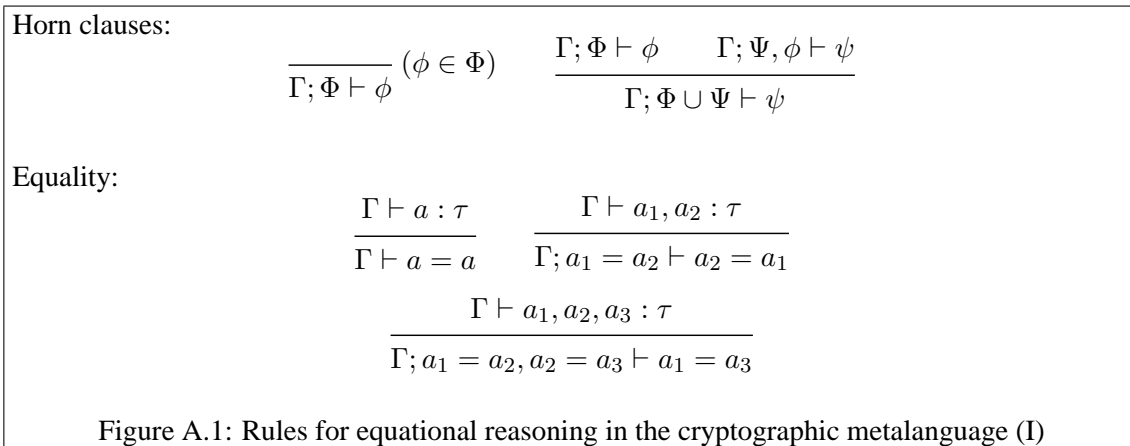 Horn clauses:
Γ; Φ ⊢ ϕ (ϕ ∈ Φ)
Γ; Φ ⊢ ϕ Γ; Ψ, ϕ ⊢ ψ
Γ; Φ ∪ Ψ ⊢ ψ
Equality:
Γ ⊢ a : τ
Γ ⊢ a = a
Γ ⊢ a₁, a₂ : τ
Γ; a₁ = a₂ ⊢ a₂ = a₁
Γ ⊢ a₁, a₂, a₃ : τ
Γ; a₁ = a₂, a₂ = a₃ ⊢ a₁ = a₃
Figure A.1: Rules for equational reasoning in the cryptographic metalanguage (I)